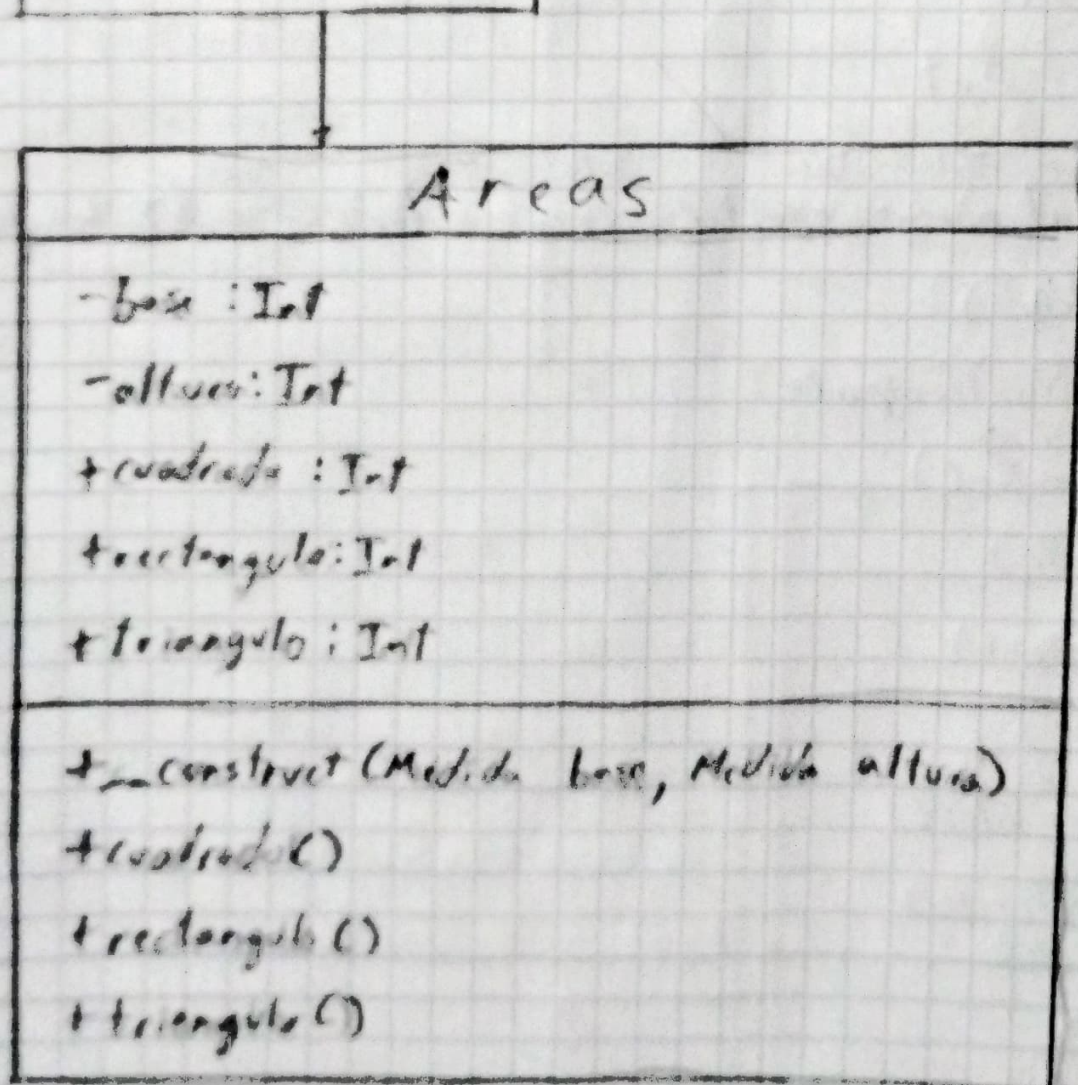 Areas
-base : Int
-altura: Int
+cuadrado : Int
+rectangulo: Int
+triangulo : Int
+__construct (Medida base, Medida altura)
+cuadrado()
+rectangulo ()
+triangulo ()